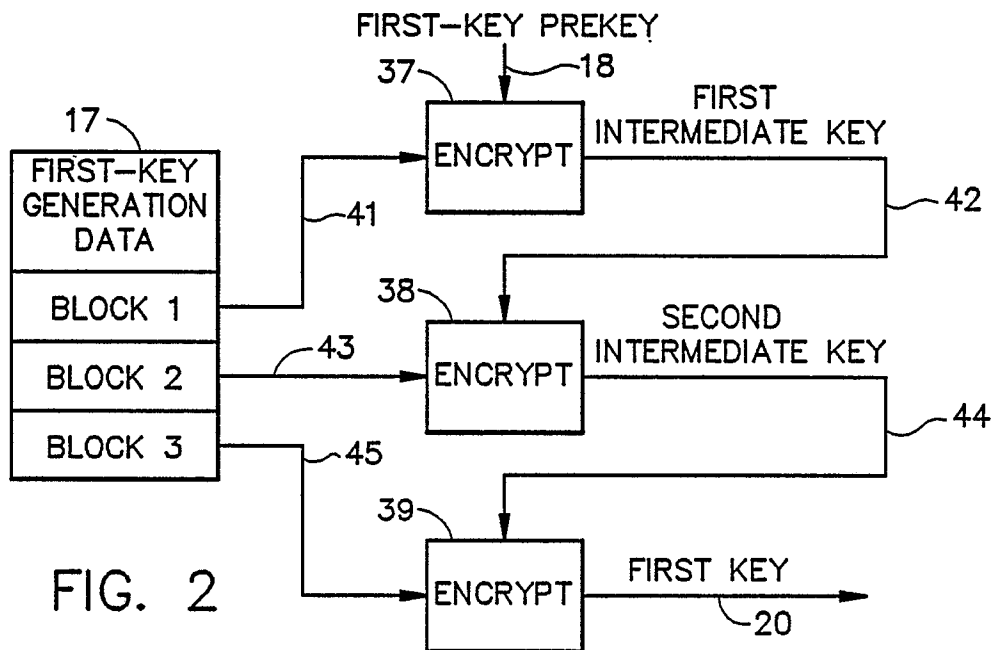 FIRST-KEY PREKEY
18
37
FIRST
INTERMEDIATE KEY
ENCRYPT
17
FIRST-KEY
GENERATION
DATA
41
42
BLOCK 1
38
SECOND
INTERMEDIATE KEY
43
ENCRYPT
BLOCK 2
BLOCK 3
45
44
39
FIRST KEY
ENCRYPT
20
FIG. 2